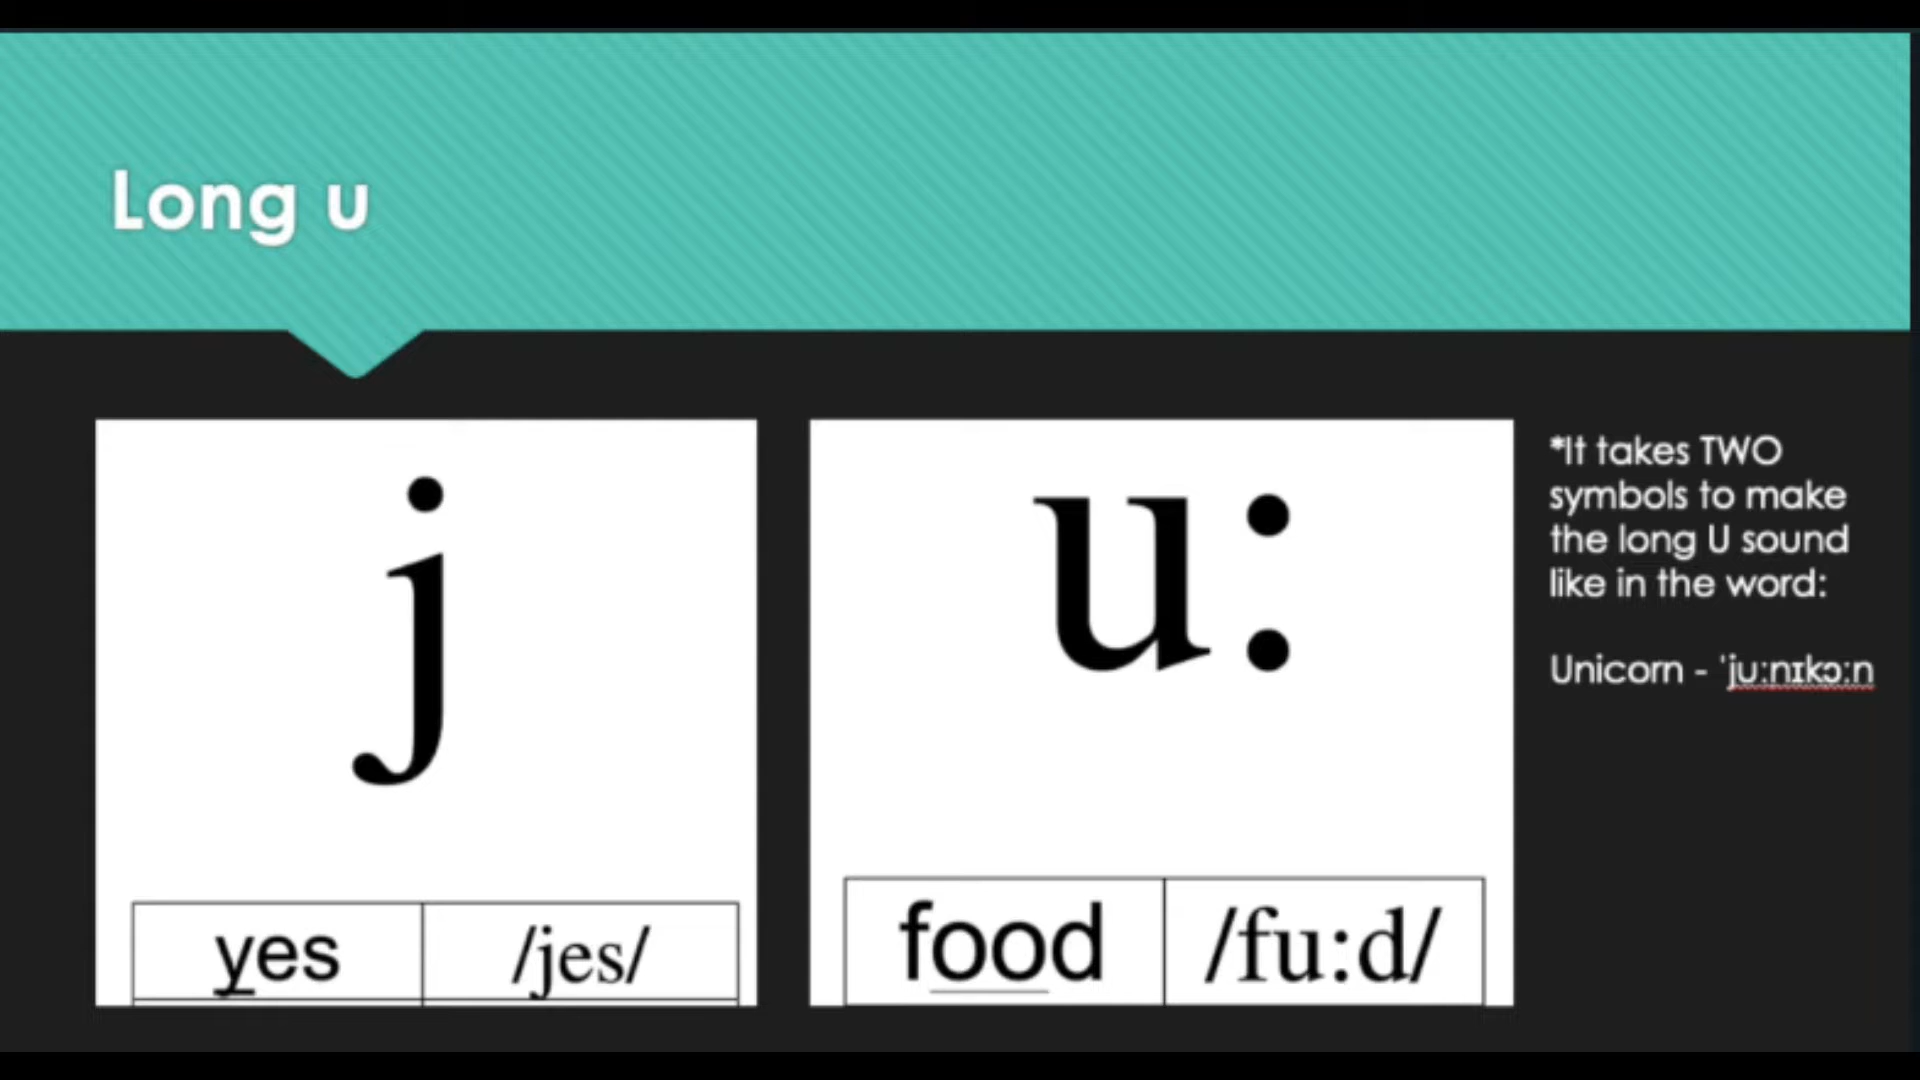 Long u
j
yes /jes/
u:
food /fu:d/
*It takes TWO
symbols to make
the long U sound
like in the word:
Unicorn - ˈju:nɪkɔ:n